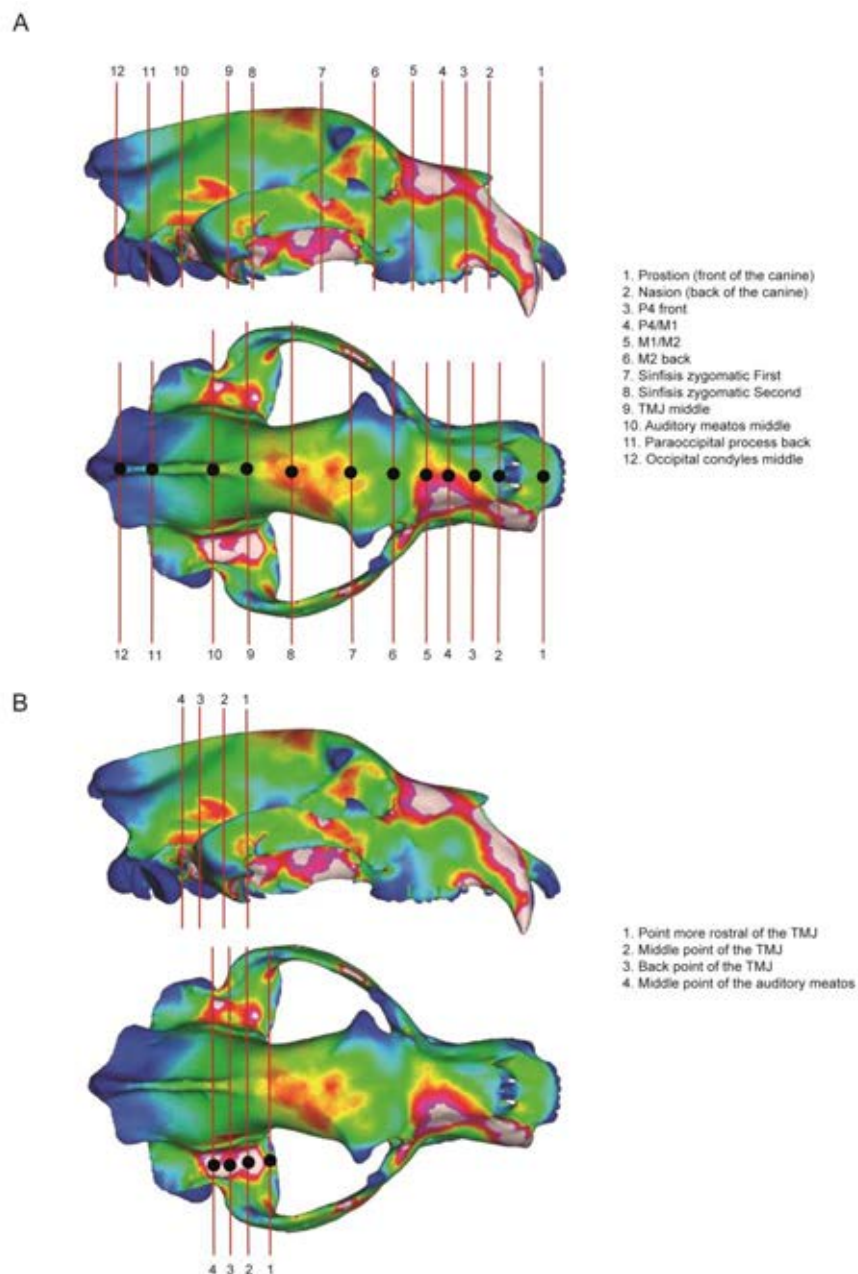 A
12 11 10 9 8 7 6 5 4 3 2 1
1. Prostion (front of the canine)
2. Nasion (back of the canine)
3. P4 front
4. P4/M1
5. M1/M2
6. M2 back
7. Sinfisis zygomatic First
8. Sinfisis zygomatic Second
9. TMJ middle
10. Auditory meatos middle
11. Paraoccipital process back
12. Occipital condyles middle
12 11 10 9 8 7 6 5 4 3 2 1
B
4 3 2 1
1. Point more rostral of the TMJ
2. Middle point of the TMJ
3. Back point of the TMJ
4. Middle point of the auditory meatos
4 3 2 1